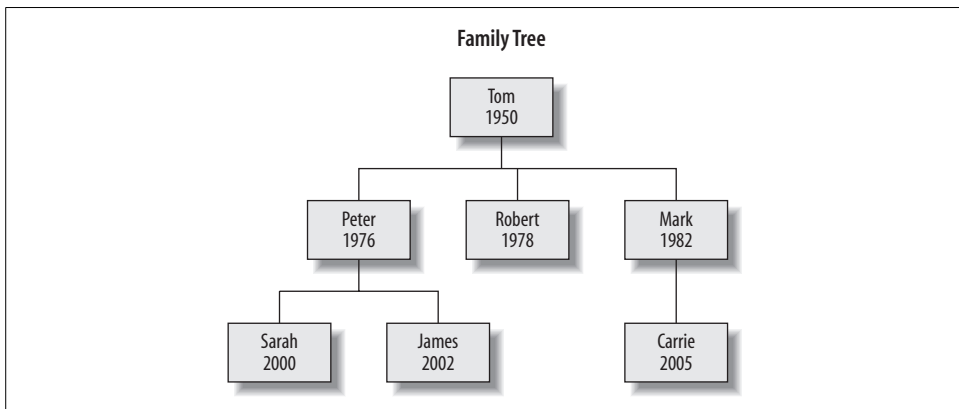 Family Tree
Tom
1950
Peter
1976
Robert
1978
Mark
1982
Sarah
2000
James
2002
Carrie
2005